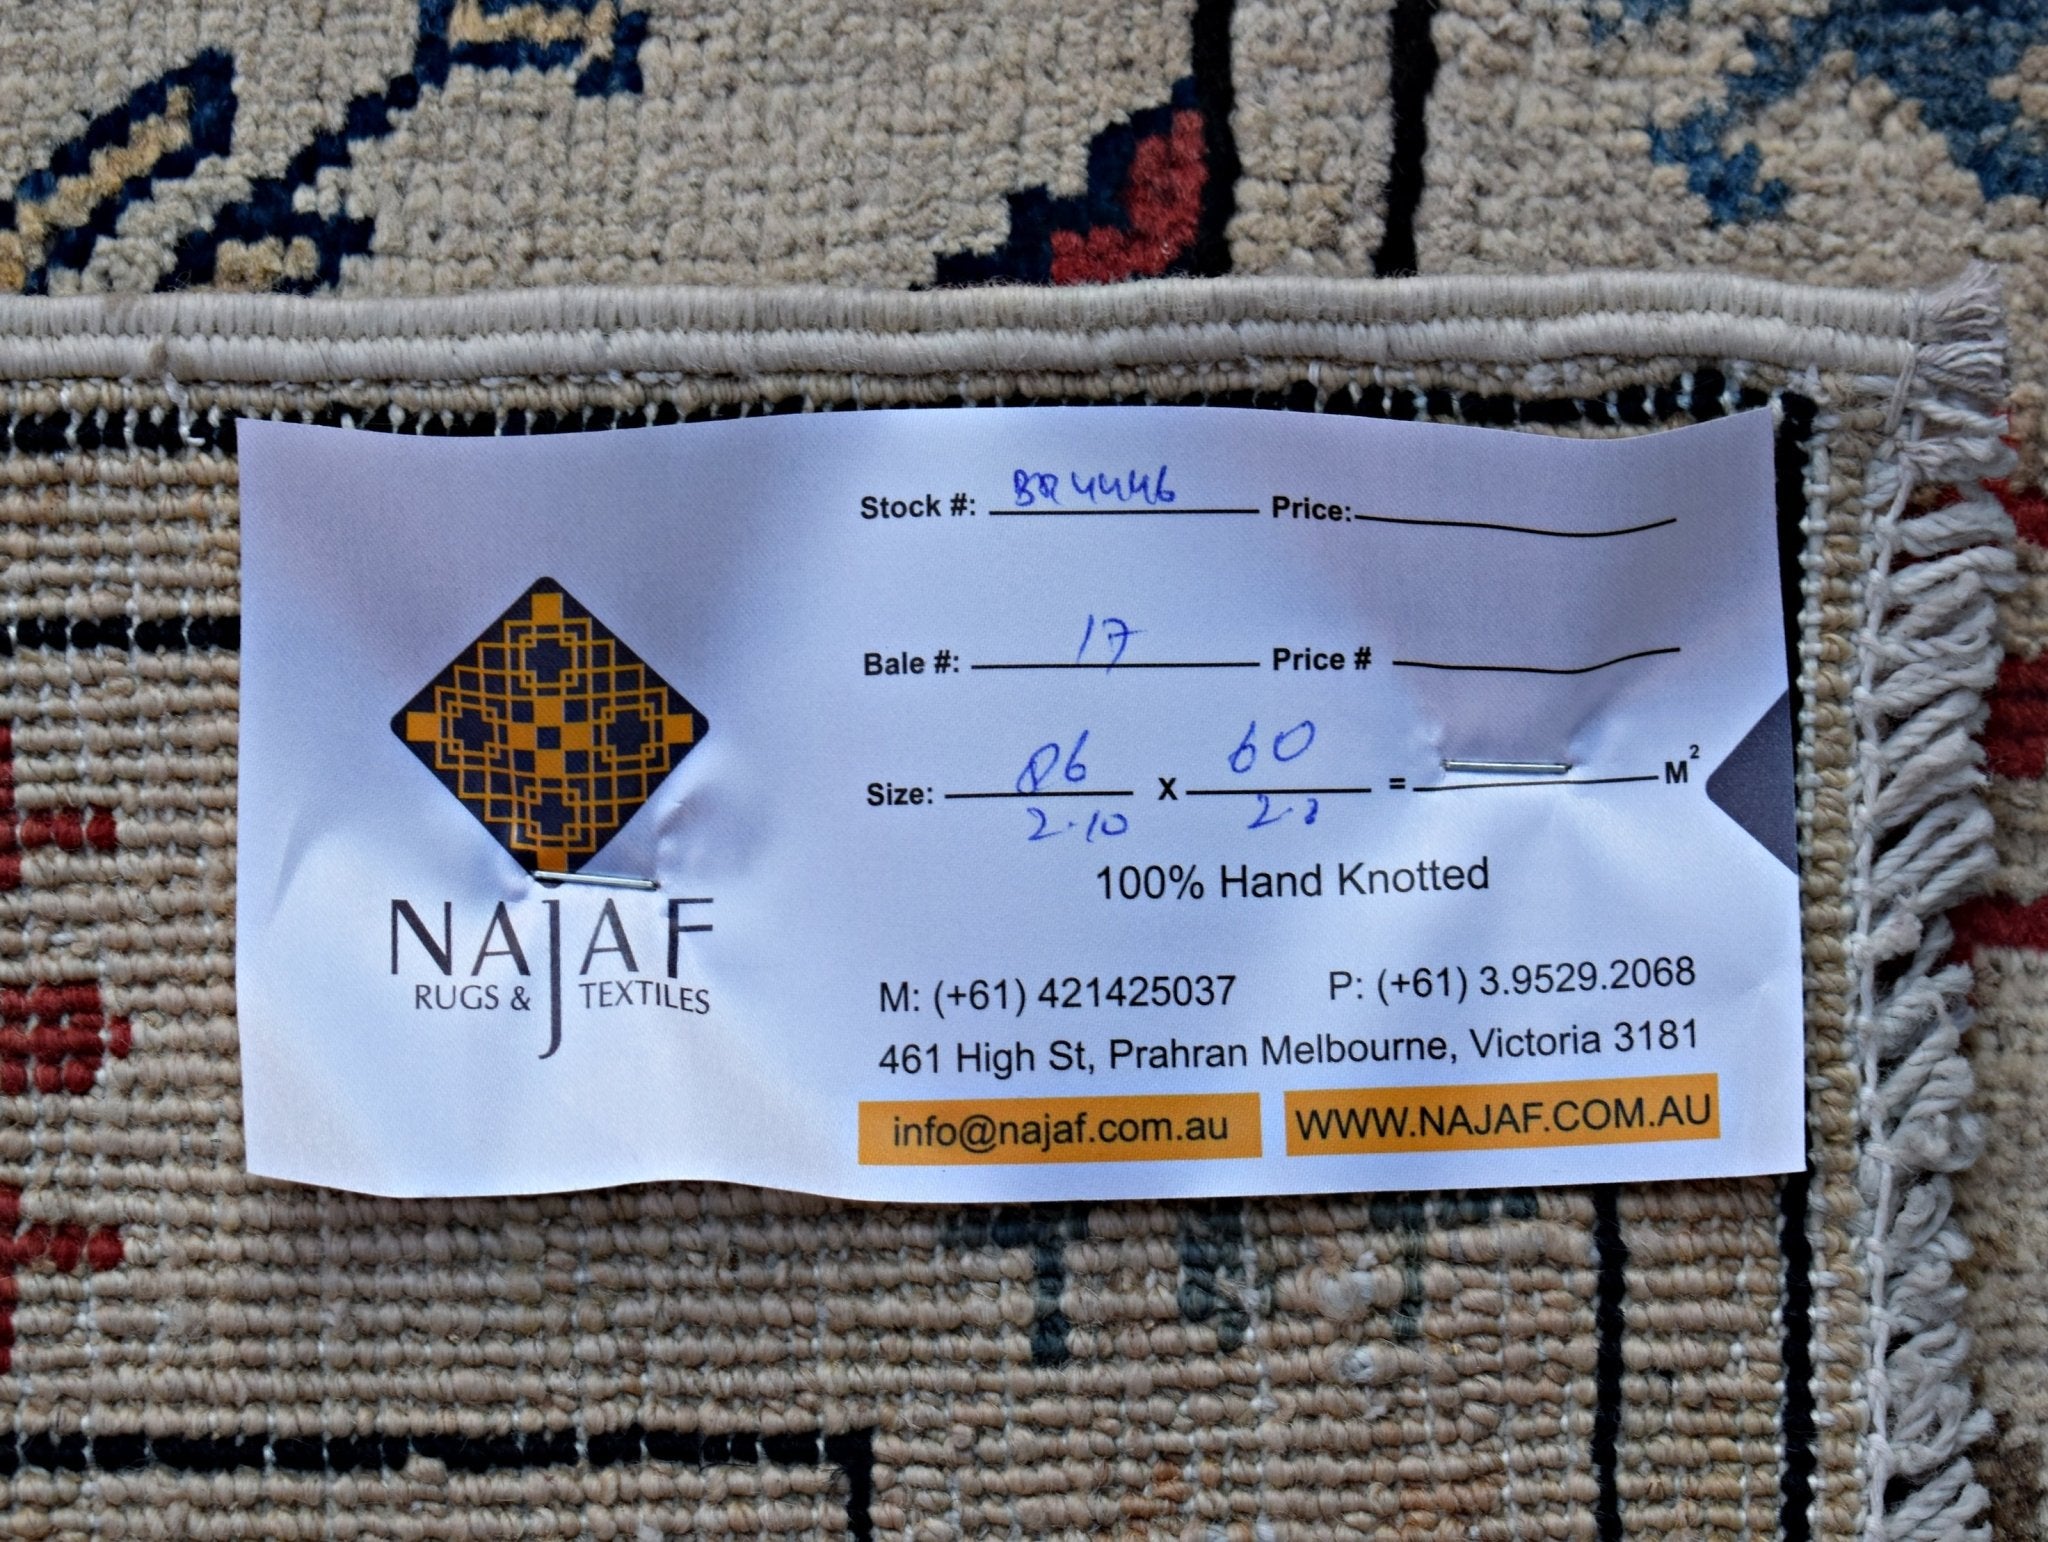 NAJAF
RUGS & TEXTILES
Stock #: BR4446 Price:
Bale #: 17 Price #
Size: 86 x 60 = M²
2.10
100% Hand Knotted
M: (+61) 421425037 P: (+61) 3.9529.2068
461 High St, Prahran Melbourne, Victoria 3181
info@najaf.com.au WWW.NAJAF.COM.AU